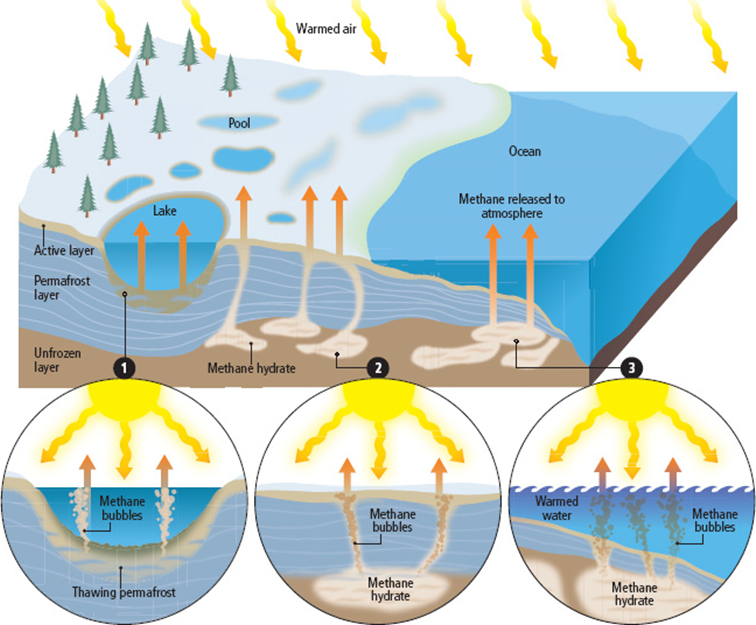 Warmed air
Pool
Ocean
Lake
Methane released to
atmosphere
Active layer
Permafrost
layer
Unfrozen
layer
Methane hydrate
1
2
3
Methane
bubbles
Thawing permafrost
Methane
bubbles
Methane
hydrate
Warmed
water
Methane
bubbles
Methane
hydrate